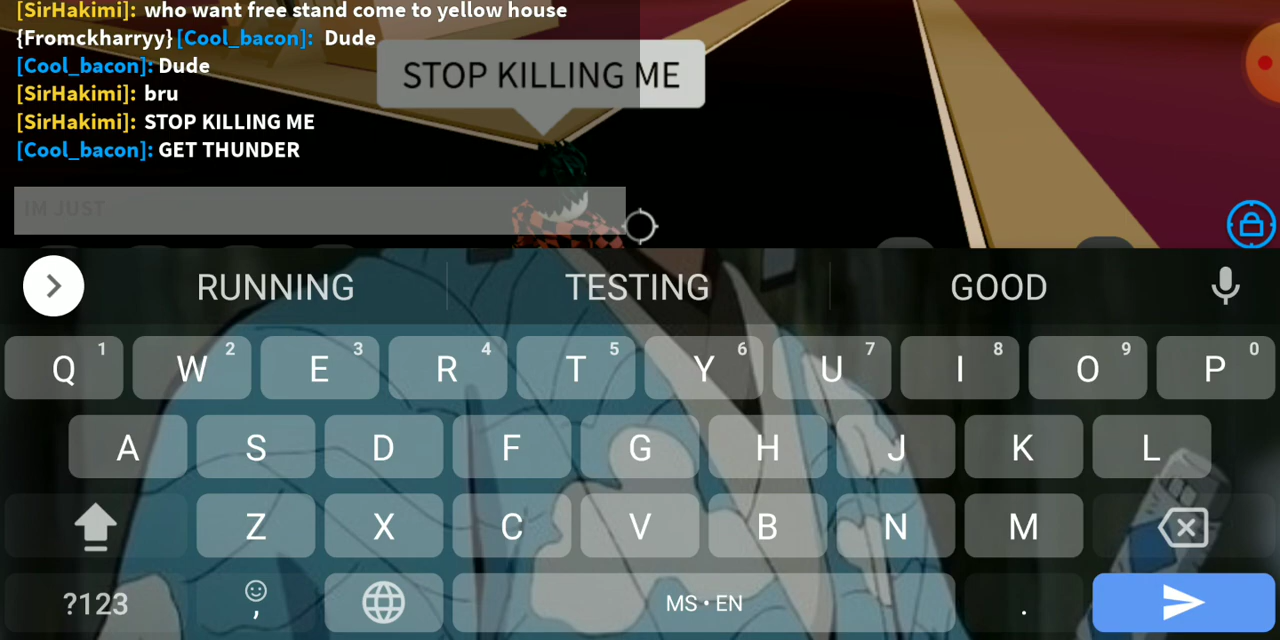 [SirHakimi]: who want free stand come to yellow house
{Fromckharryy} [Cool_bacon]: Dude
[Cool_bacon]: Dude
[SirHakimi]: bru
[SirHakimi]: STOP KILLING ME
[Cool_bacon]: GET THUNDER
STOP KILLING ME
IM JUST
RUNNING TESTING GOOD
Q 1 W 2 E 3 R 4 T 5 Y 6 U 7 I 8 O 9 P 0
A S D F G H J K L
Z X C V B N M
?123 , MS • EN .